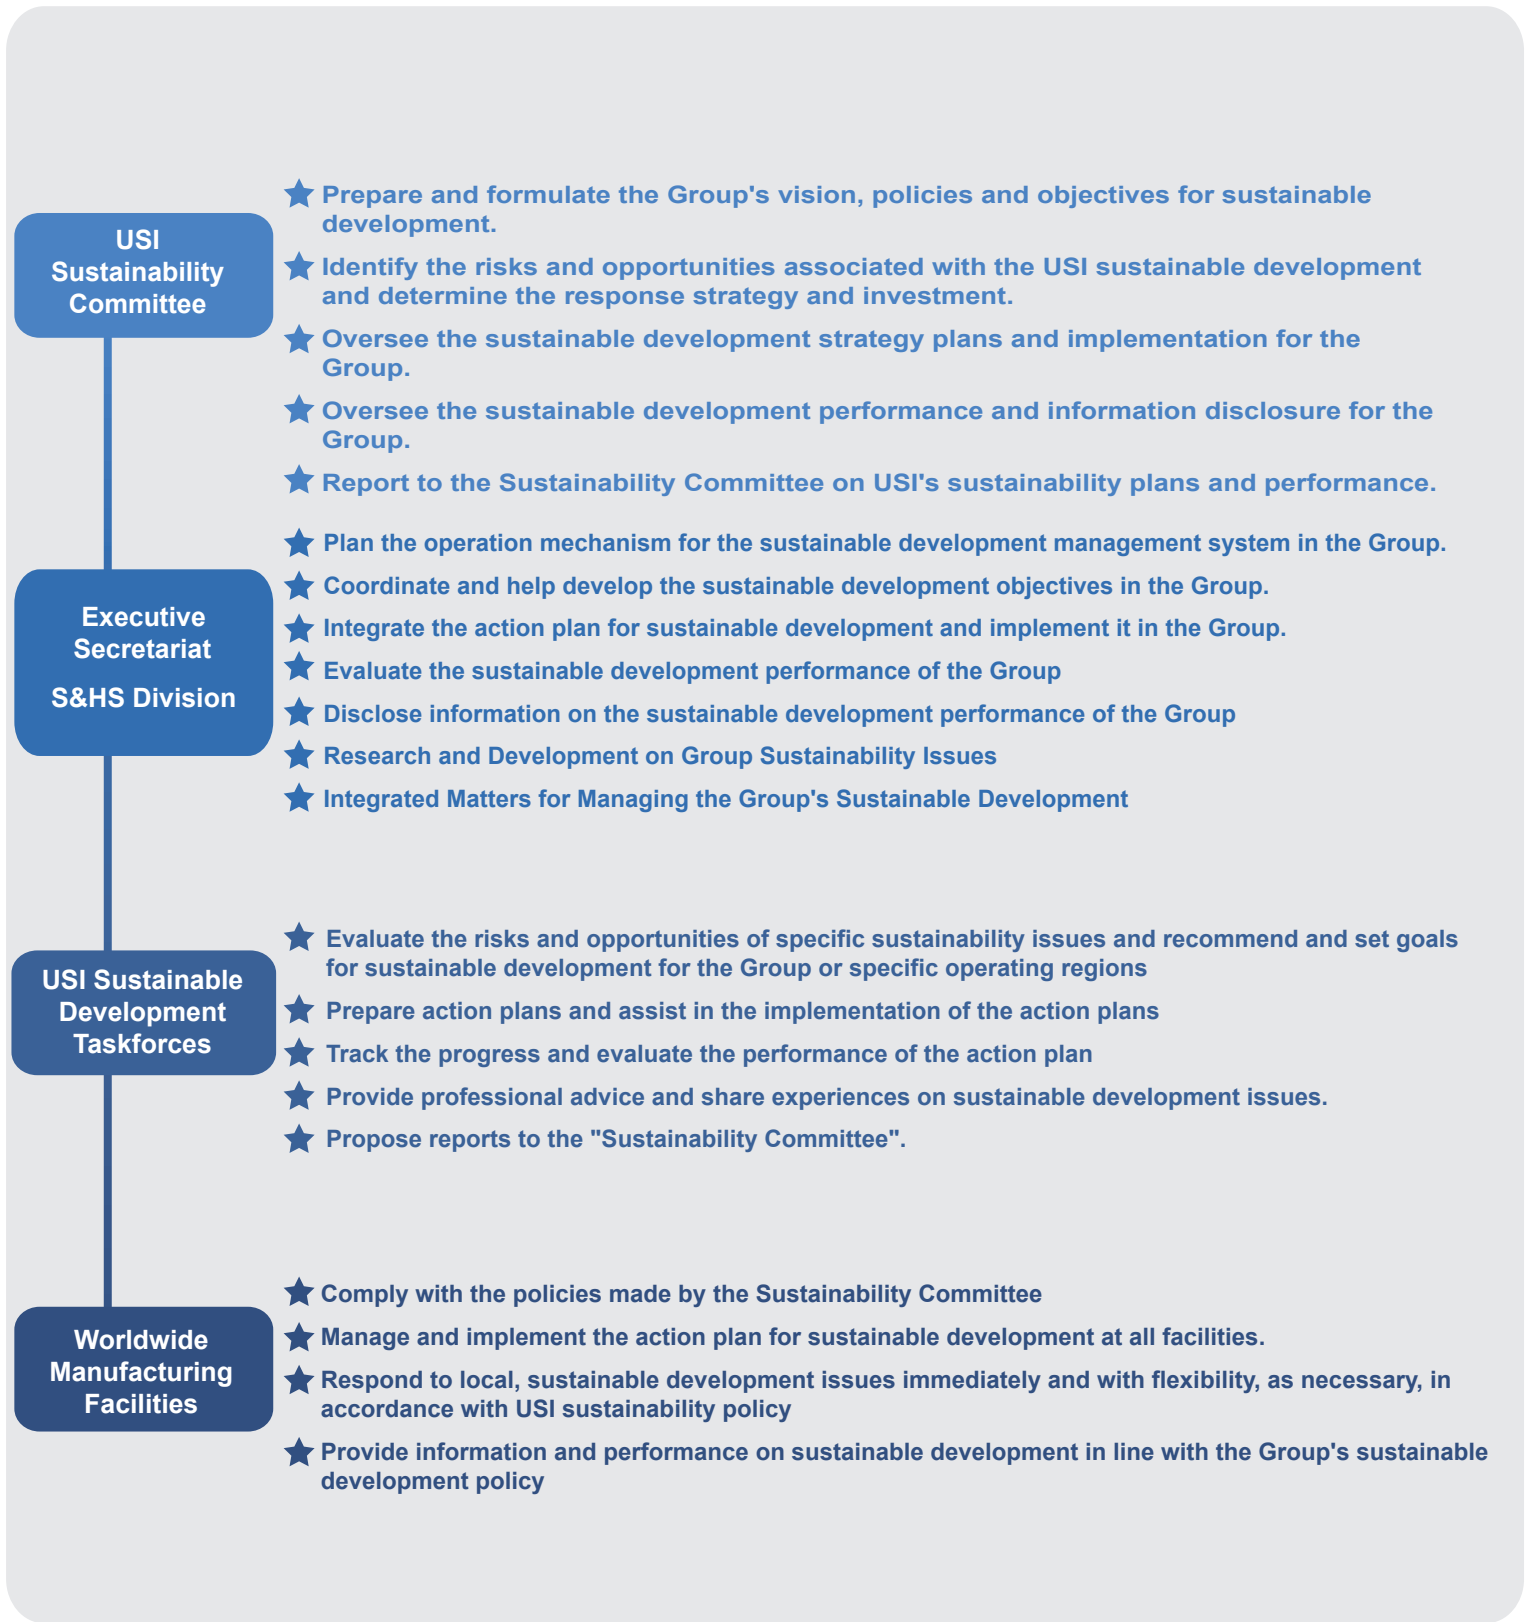 USI
Sustainability
Committee
Prepare and formulate the Group's vision, policies and objectives for sustainable
development.
Identify the risks and opportunities associated with the USI sustainable development
and determine the response strategy and investment.
Oversee the sustainable development strategy plans and implementation for the
Group.
Oversee the sustainable development performance and information disclosure for the
Group.
Report to the Sustainability Committee on USI's sustainability plans and performance.
Executive
Secretariat
S&HS Division
Plan the operation mechanism for the sustainable development management system in the Group.
Coordinate and help develop the sustainable development objectives in the Group.
Integrate the action plan for sustainable development and implement it in the Group.
Evaluate the sustainable development performance of the Group
Disclose information on the sustainable development performance of the Group
Research and Development on Group Sustainability Issues
Integrated Matters for Managing the Group's Sustainable Development
USI Sustainable
Development
Taskforces
Evaluate the risks and opportunities of specific sustainability issues and recommend and set goals
for sustainable development for the Group or specific operating regions
Prepare action plans and assist in the implementation of the action plans
Track the progress and evaluate the performance of the action plan
Provide professional advice and share experiences on sustainable development issues.
Propose reports to the "Sustainability Committee".
Worldwide
Manufacturing
Facilities
Comply with the policies made by the Sustainability Committee
Manage and implement the action plan for sustainable development at all facilities.
Respond to local, sustainable development issues immediately and with flexibility, as necessary, in
accordance with USI sustainability policy
Provide information and performance on sustainable development in line with the Group's sustainable
development policy